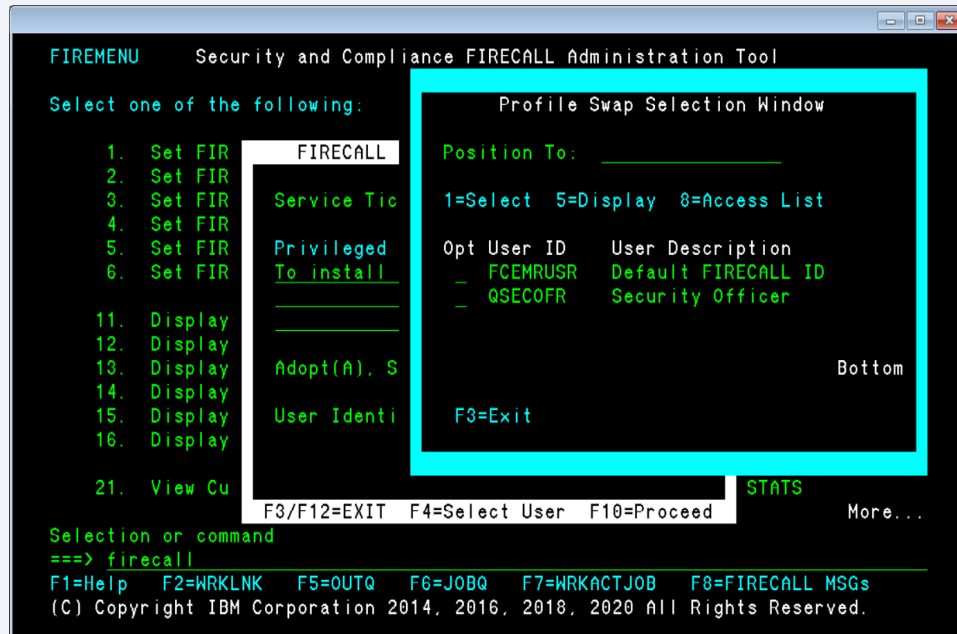 FIREMENU Security and Compliance FIRECALL Administration Tool
Select one of the following:
1. Set FIR
2. Set FIR
3. Set FIR
4. Set FIR
5. Set FIR
6. Set FIR
11. Display
12. Display
13. Display
14. Display
15. Display
16. Display
21. View Cu
STATS
More...
FIRECALL
Service Tic
Privileged
To install
Adopt(A), S
User Identi
F3/F12=EXIT F4=Select User F10=Proceed
Profile Swap Selection Window
Position To:
1=Select 5=Display 8=Access List
Opt User ID User Description
FCEMRUSR Default FIRECALL ID
QSECOFR Security Officer
Bottom
F3=Exit
Selection or command
===> firecall
F1=Help F2=WRKLNK F5=OUTQ F6=JOBQ F7=WRKACTJOB F8=FIRECALL MSGs
(C) Copyright IBM Corporation 2014, 2016, 2018, 2020 All Rights Reserved.